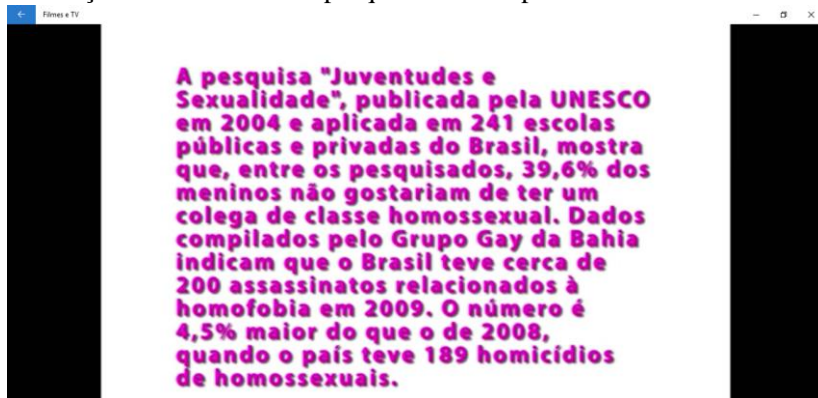 Filmes e TV
A pesquisa "Juventudes e
Sexualidade", publicada pela UNESCO
em 2004 e aplicada em 241 escolas
públicas e privadas do Brasil, mostra
que, entre os pesquisados, 39,6% dos
meninos não gostariam de ter um
colega de classe homossexual. Dados
compilados pelo Grupo Gay da Bahia
indicam que o Brasil teve cerca de
200 assassinatos relacionados à
homofobia em 2009. O número é
4,5% maior do que o de 2008,
quando o país teve 189 homicídios
de homossexuais.